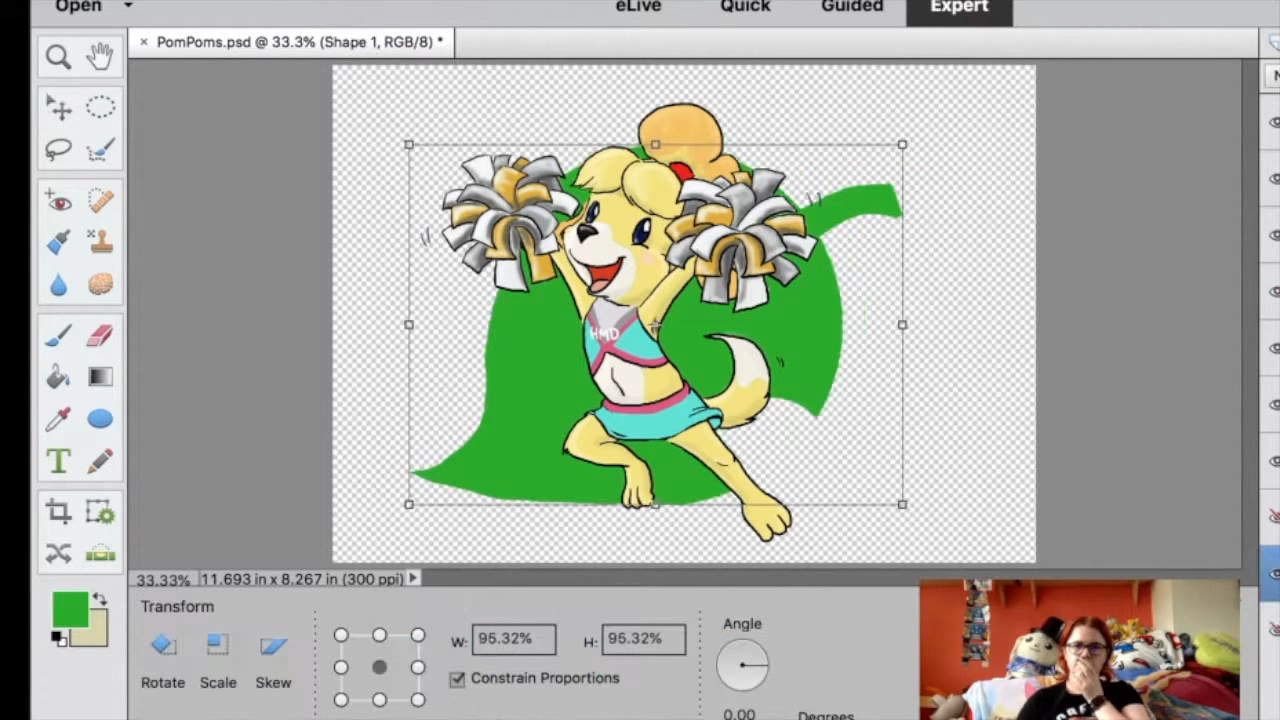 Open
eLive Quick Guided Expert
× PomPoms.psd @ 33.3% (Shape 1, RGB/8) *
HMD
T
33.33% 11.693 in x 8.267 in (300 ppi)
Transform
Angle
W: 95.32% H: 95.32%
Constrain Proportions
Rotate Scale Skew
0.00 Degrees